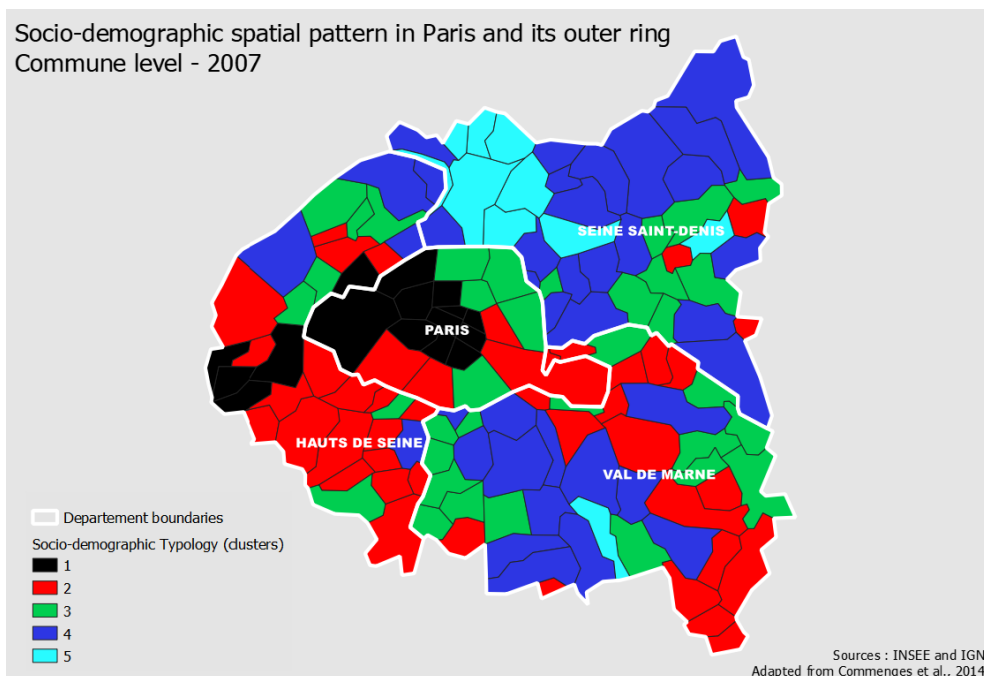 Socio-demographic spatial pattern in Paris and its outer ring
Commune level - 2007
SEINE SAINT-DENIS
PARIS
HAUTS DE SEINE
VAL DE MARNE
Departement boundaries
Socio-demographic Typology (clusters)
1
2
3
4
5
Sources : INSEE and IGN
Adapted from Commenges et al., 2014